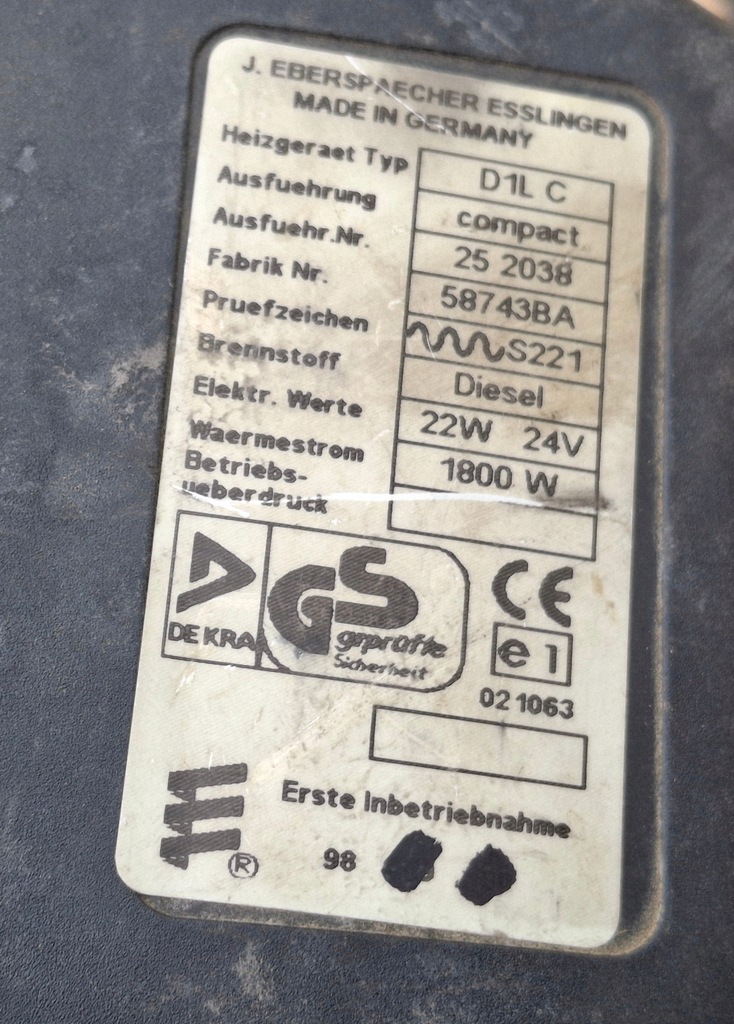 J. EBERSPAECHER ESSLINGEN
MADE IN GERMANY
Heizgeraet Typ D1L C
Ausfuehrung compact
Ausfuehr.Nr. 25 2038
Fabrik Nr. 58743BA
Pruefzeichen S221
Brennstoff Diesel
Elektr. Werte 22W 24V
Waermestrom 1800 W
Betriebs-
ueberdruck
DEKRA
GS
geprüfte
Sicherheit
CE
e1
021063
Erste Inbetriebnahme
98
®